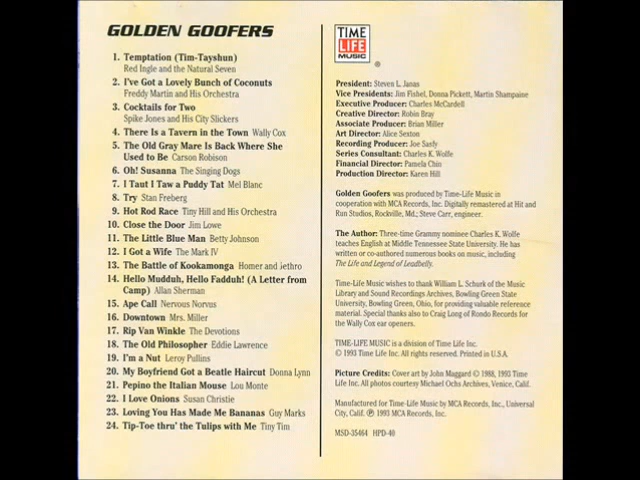 GOLDEN GOOFERS
1. Temptation (Tim-Tayshun)
Red Ingle and the Natural Seven
2. I've Got a Lovely Bunch of Coconuts
Freddy Martin and His Orchestra
3. Cocktails for Two
Spike Jones and His City Slickers
4. There Is a Tavern in the Town Wally Cox
5. The Old Gray Mare Is Back Where She
Used to Be Carson Robison
6. Oh! Susanna The Singing Dogs
7. I Taut I Taw a Puddy Tat Mel Blanc
8. Try Stan Freberg
9. Hot Rod Race Tiny Hill and His Orchestra
10. Close the Door Jim Lowe
11. The Little Blue Man Betty Johnson
12. I Got a Wife The Mark IV
13. The Battle of Kookamonga Homer and Jethro
14. Hello Mudduh, Hello Fadduh! (A Letter from
Camp) Allan Sherman
15. Ape Call Nervous Norvus
16. Downtown Mrs. Miller
17. Rip Van Winkle The Devotions
18. The Old Philosopher Eddie Lawrence
19. I'm a Nut Leroy Pullins
20. My Boyfriend Got a Beatle Haircut Donna Lynn
21. Pepino the Italian Mouse Lou Monte
22. I Love Onions Susan Christie
23. Loving You Has Made Me Bananas Guy Marks
24. Tip-Toe thru' the Tulips with Me Tiny Tim
TIME
LIFE
MUSIC
®
President: Steven L. Janas
Vice Presidents: Jim Fishel, Donna Pickett, Martin Shampaine
Executive Producer: Charles McCardell
Creative Director: Robin Bray
Associate Producer: Brian Miller
Art Director: Alice Sexton
Recording Producer: Joe Sasfy
Series Consultant: Charles K. Wolfe
Financial Director: Pamela Chin
Production Director: Karen Hill
Golden Goofers was produced by Time-Life Music in
cooperation with MCA Records, Inc. Digitally remastered at Hit and
Run Studios, Rockville, Md.; Steve Carr, engineer.
The Author: Three-time Grammy nominee Charles K. Wolfe
teaches English at Middle Tennessee State University. He has
written or co-authored numerous books on music, including
The Life and Legend of Leadbelly.
Time-Life Music wishes to thank William L. Schurk of the Music
Library and Sound Recordings Archives, Bowling Green State
University, Bowling Green, Ohio, for providing valuable reference
material. Special thanks also to Craig Long of Rondo Records for
the Wally Cox ear openers.
TIME-LIFE MUSIC is a division of Time Life Inc.
© 1993 Time Life Inc. All rights reserved. Printed in U.S.A.
Picture Credits: Cover art by John Maggard © 1988, 1993 Time
Life Inc. All photos courtesy Michael Ochs Archives, Venice, Calif.
Manufactured for Time-Life Music by MCA Records, Inc., Universal
City, Calif. ℗ 1993 MCA Records, Inc.
MSD-35464 HPD-40